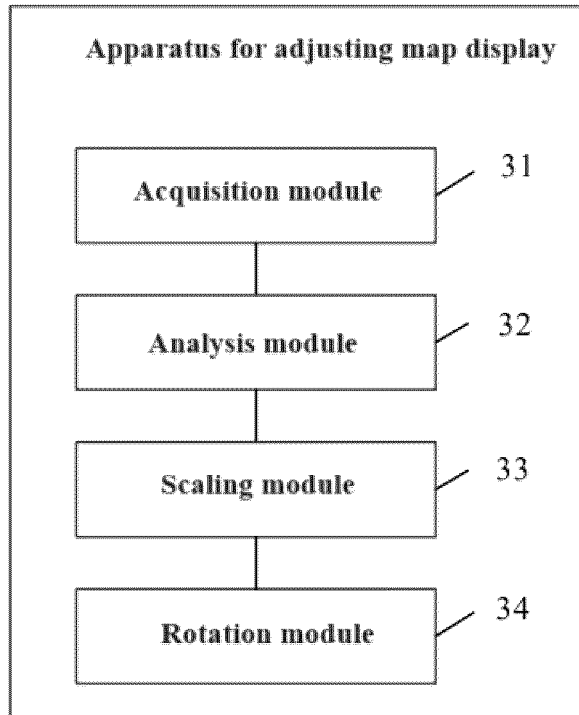 Apparatus for adjusting map display
Acquisition module
31
Analysis module
32
Scaling module
33
Rotation module
34